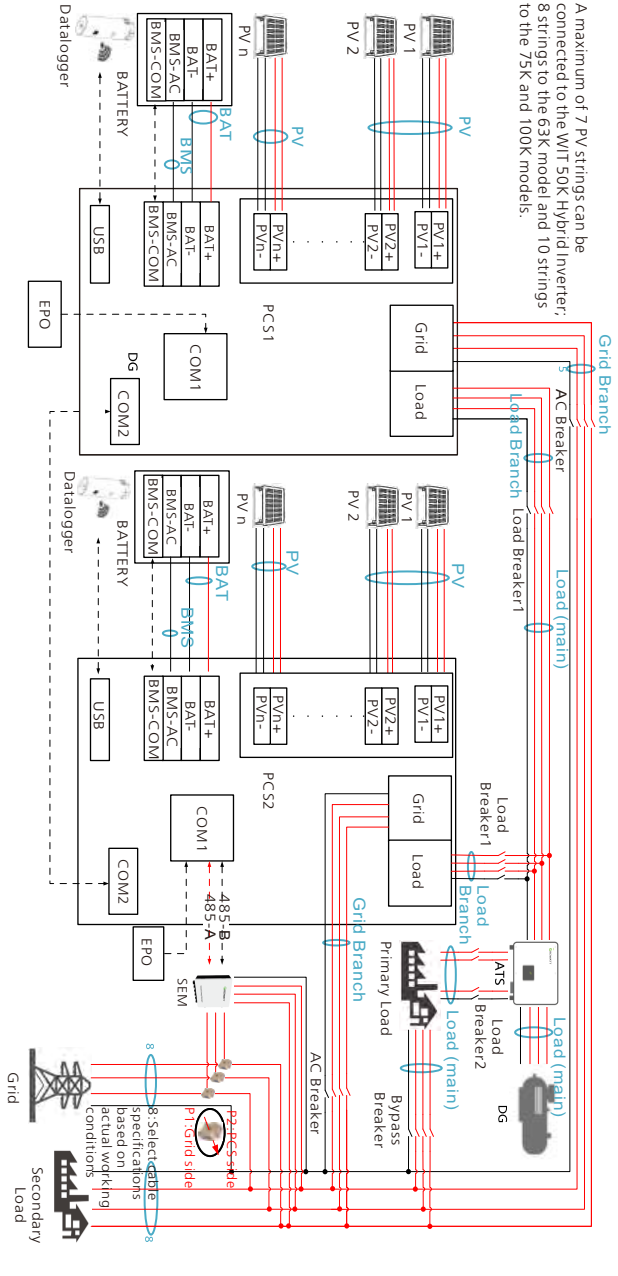 A maximum of 7 PV strings can be
connected to the WIT 50K Hybrid Inverter;
8 strings to the 63K model and 10 strings
to the 75K and 100K models.
PV 1
PV 2
PV n
PV
PV
BAT+
BAT-
BMS-AC
BMS-COM
BATTERY
Datalogger
BAT
BMS
PV1+
PV1-
PV2+
PV2-
PVn+
PVn-
BAT+
BAT-
BMS-AC
BMS-COM
USB
PCS1
Grid
Load
COM1
EPO
DG
COM2
Grid Branch
5
AC Breaker
Load Branch
Load Breaker1
Load (main)
PV 1
PV 2
PV n
PV
PV
BAT+
BAT-
BMS-AC
BMS-COM
BATTERY
Datalogger
BAT
BMS
PV1+
PV1-
PV2+
PV2-
PVn+
PVn-
BAT+
BAT-
BMS-AC
BMS-COM
USB
PCS2
Grid
Load
COM1
COM2
EPO
485-B
485-A
SEM
Load
Breaker1
Load
Branch
Grid Branch
AC Breaker
ATS
Load
Breaker2
Load (main)
Load (main)
DG
Primary Load
Load (main)
Bypass
Breaker
P2:PCS side
P1:Grid side
8:Selectable
specifications
based on
actual working
conditions
8
8
Grid
Secondary
Load